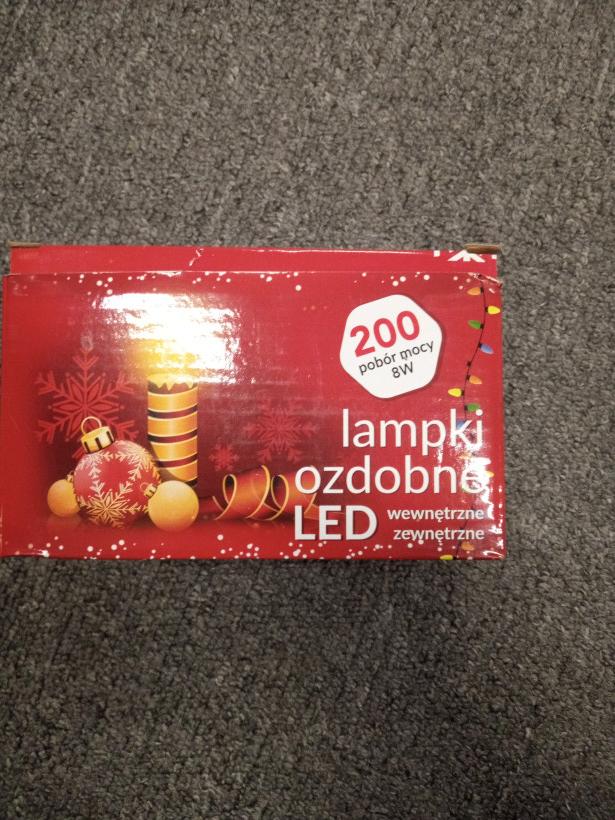 200
pobór mocy
8W
lampki
ozdobne
LED wewnętrzne
zewnętrzne